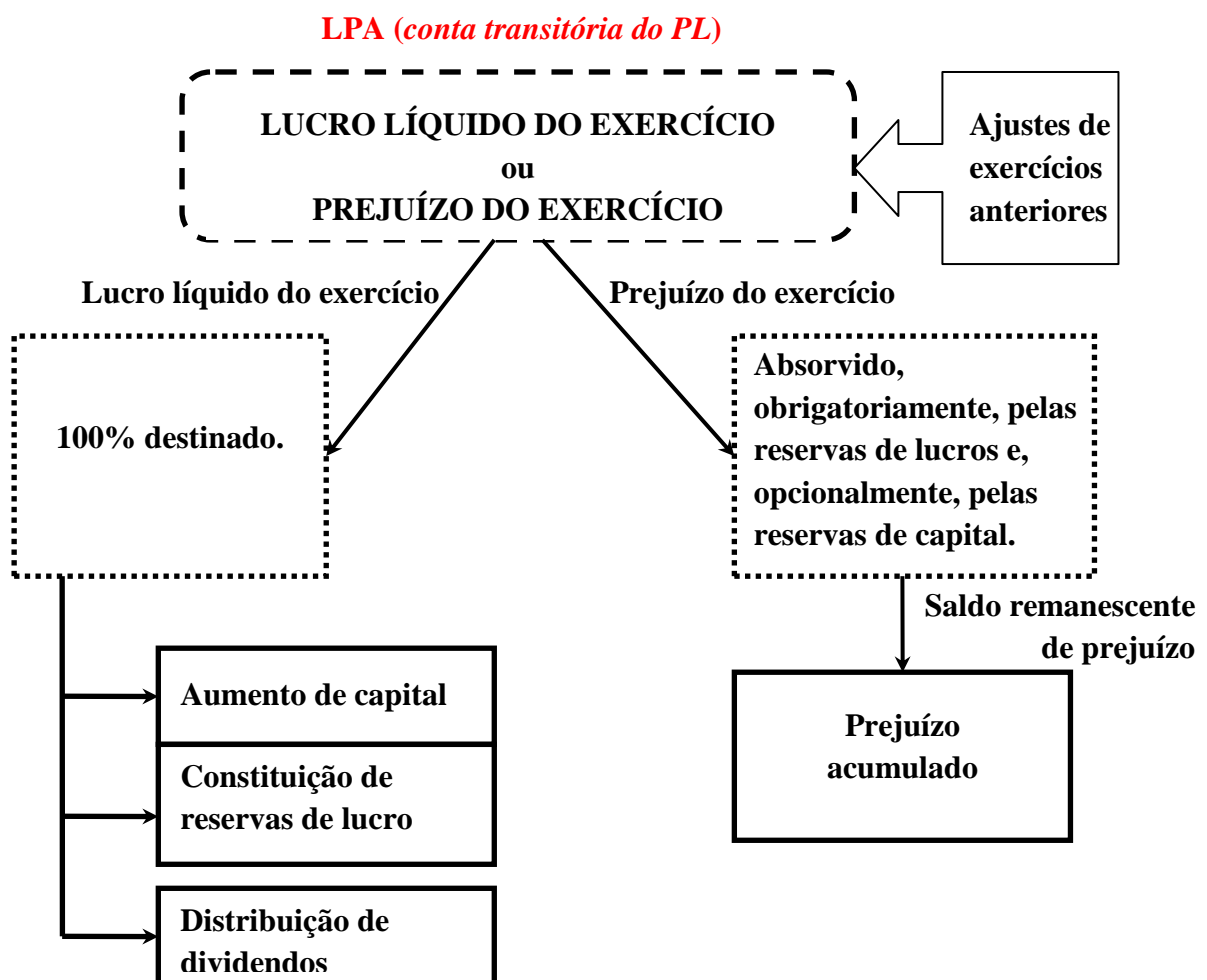 LPA (conta transitória do PL)
LUCRO LÍQUIDO DO EXERCÍCIO
ou
PREJUÍZO DO EXERCÍCIO
Ajustes de
exercícios
anteriores
Lucro líquido do exercício
Prejuízo do exercício
100% destinado.
Absorvido,
obrigatoriamente, pelas
reservas de lucros e,
opcionalmente, pelas
reservas de capital.
Saldo remanescente
de prejuízo
Aumento de capital
Constituição de
reservas de lucro
Distribuição de
dividendos
Prejuízo
acumulado